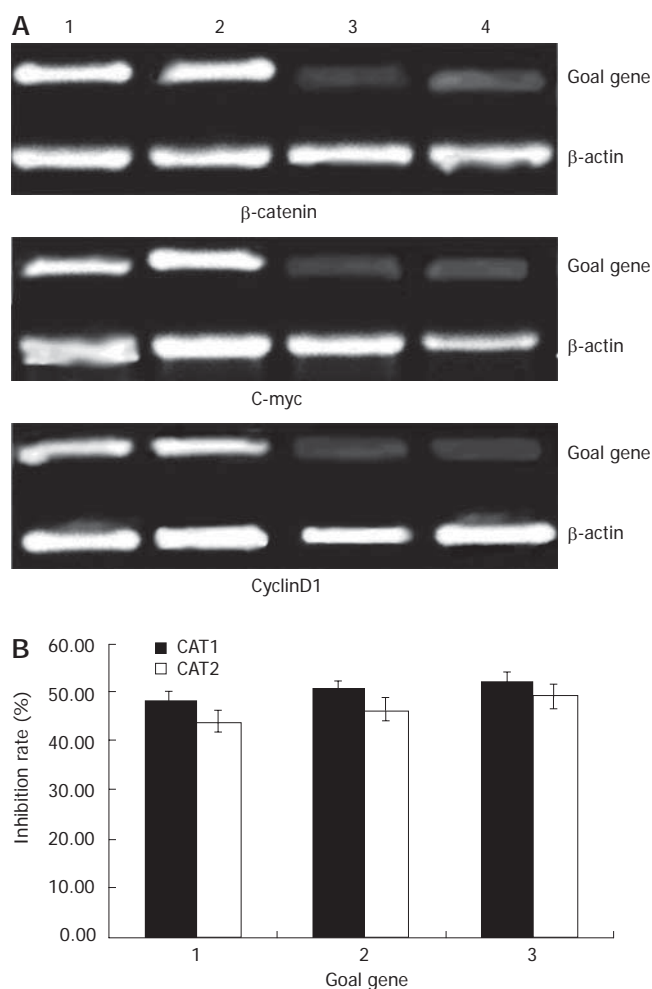 A
1 2 3 4
Goal gene
β-actin
β-catenin
Goal gene
β-actin
C-myc
Goal gene
β-actin
CyclinD1
B
60.00
50.00
40.00
30.00
20.00
10.00
0.00
Inhibition rate (%)
CAT1
CAT2
1 2 3
Goal gene